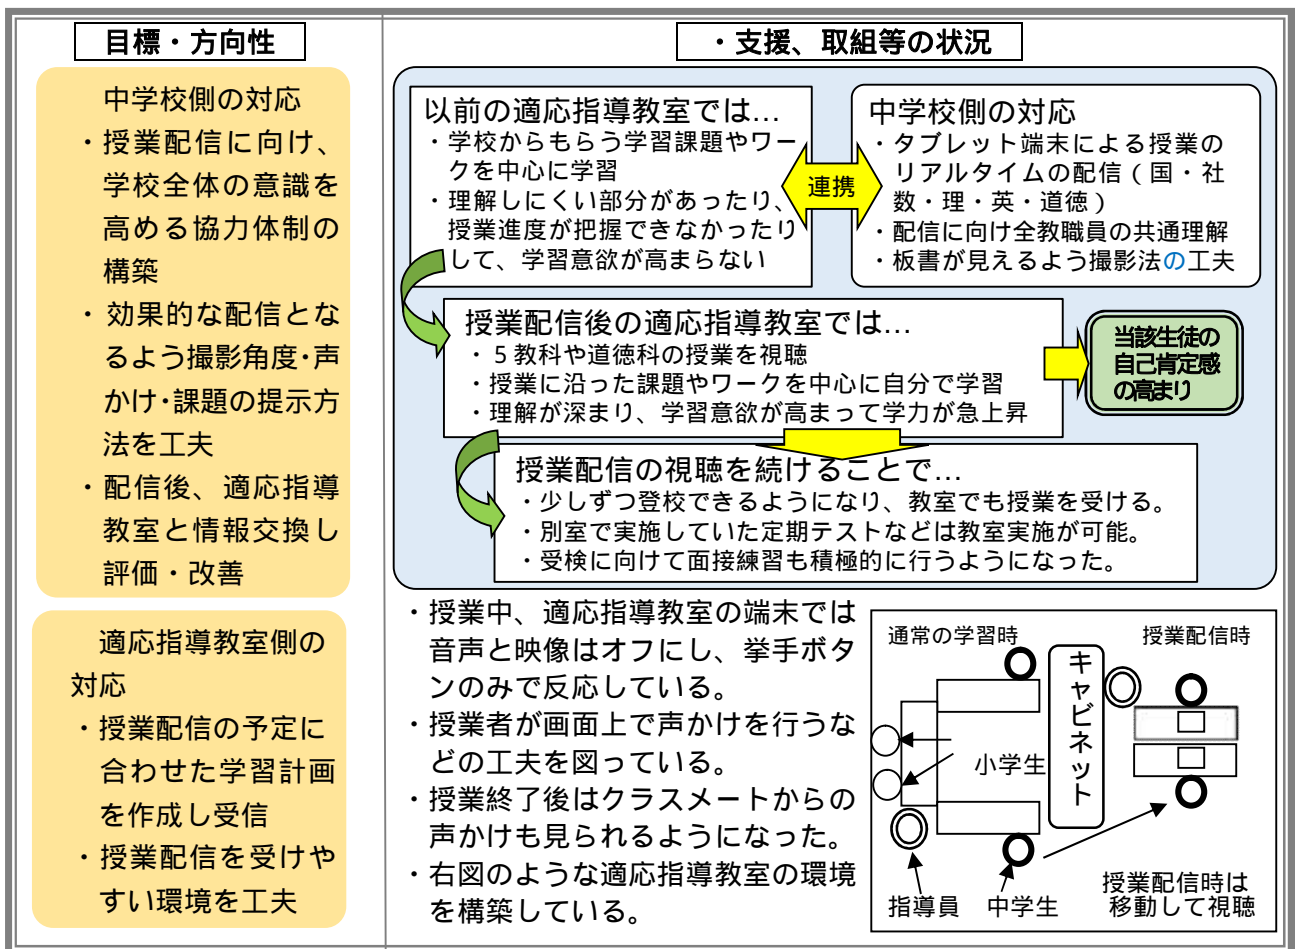 目標・方向性
中学校側の対応
・授業配信に向け、
学校全体の意識を
高める協力体制の
構築
・効果的な配信とな
るよう撮影角度・声
かけ・課題の提示方
法を工夫
・配信後、適応指導
教室と情報交換し
評価・改善
適応指導教室側の
対応
・授業配信の予定に
合わせた学習計画
を作成し受信
・授業配信を受けや
すい環境を工夫
・支援、取組等の状況
以前の適応指導教室では…
・学校からもらう学習課題やワー
クを中心に学習
・理解しにくい部分があったり、
授業進度が把握できなかったり
して、学習意欲が高まらない
連携
中学校側の対応
・タブレット端末による授業の
リアルタイムの配信（国・社
数・理・英・道徳）
・配信に向け全教職員の共通理解
・板書が見えるよう撮影法の工夫
授業配信後の適応指導教室では…
・５教科や道徳科の授業を視聴
・授業に沿った課題やワークを中心に自分で学習
・理解が深まり、学習意欲が高まって学力が急上昇
当該生徒の
自己肯定感
の高まり
授業配信の視聴を続けることで…
・少しずつ登校できるようになり、教室でも授業を受ける。
・別室で実施していた定期テストなどは教室実施が可能。
・受検に向けて面接練習も積極的に行うようになった。
・授業中、適応指導教室の端末では
音声と映像はオフにし、挙手ボタ
ンのみで反応している。
・授業者が画面上で声かけを行うな
どの工夫を図っている。
・授業終了後はクラスメートからの
声かけも見られるようになった。
・右図のような適応指導教室の環境
を構築している。
通常の学習時
キャビネット
授業配信時
小学生
指導員
中学生
授業配信時は
移動して視聴